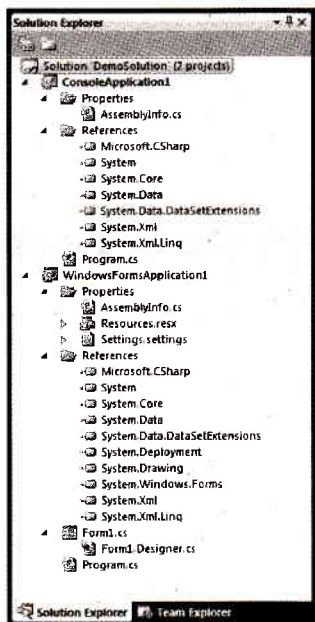 Solution Explorer
Solution 'DemoSolution' (2 projects)
ConsoleApplication1
Properties
AssemblyInfo.cs
References
Microsoft.CSharp
System
System.Core
System.Data
System.Data.DataSetExtensions
System.Xml
System.Xml.Linq
Program.cs
WindowsFormsApplication1
Properties
AssemblyInfo.cs
Resources.resx
Settings.settings
References
Microsoft.CSharp
System
System.Core
System.Data
System.Data.DataSetExtensions
System.Deployment
System.Drawing
System.Windows.Forms
System.Xml
System.Xml.Linq
Form1.cs
Form1.Designer.cs
Program.cs
Solution Explorer Team Explorer